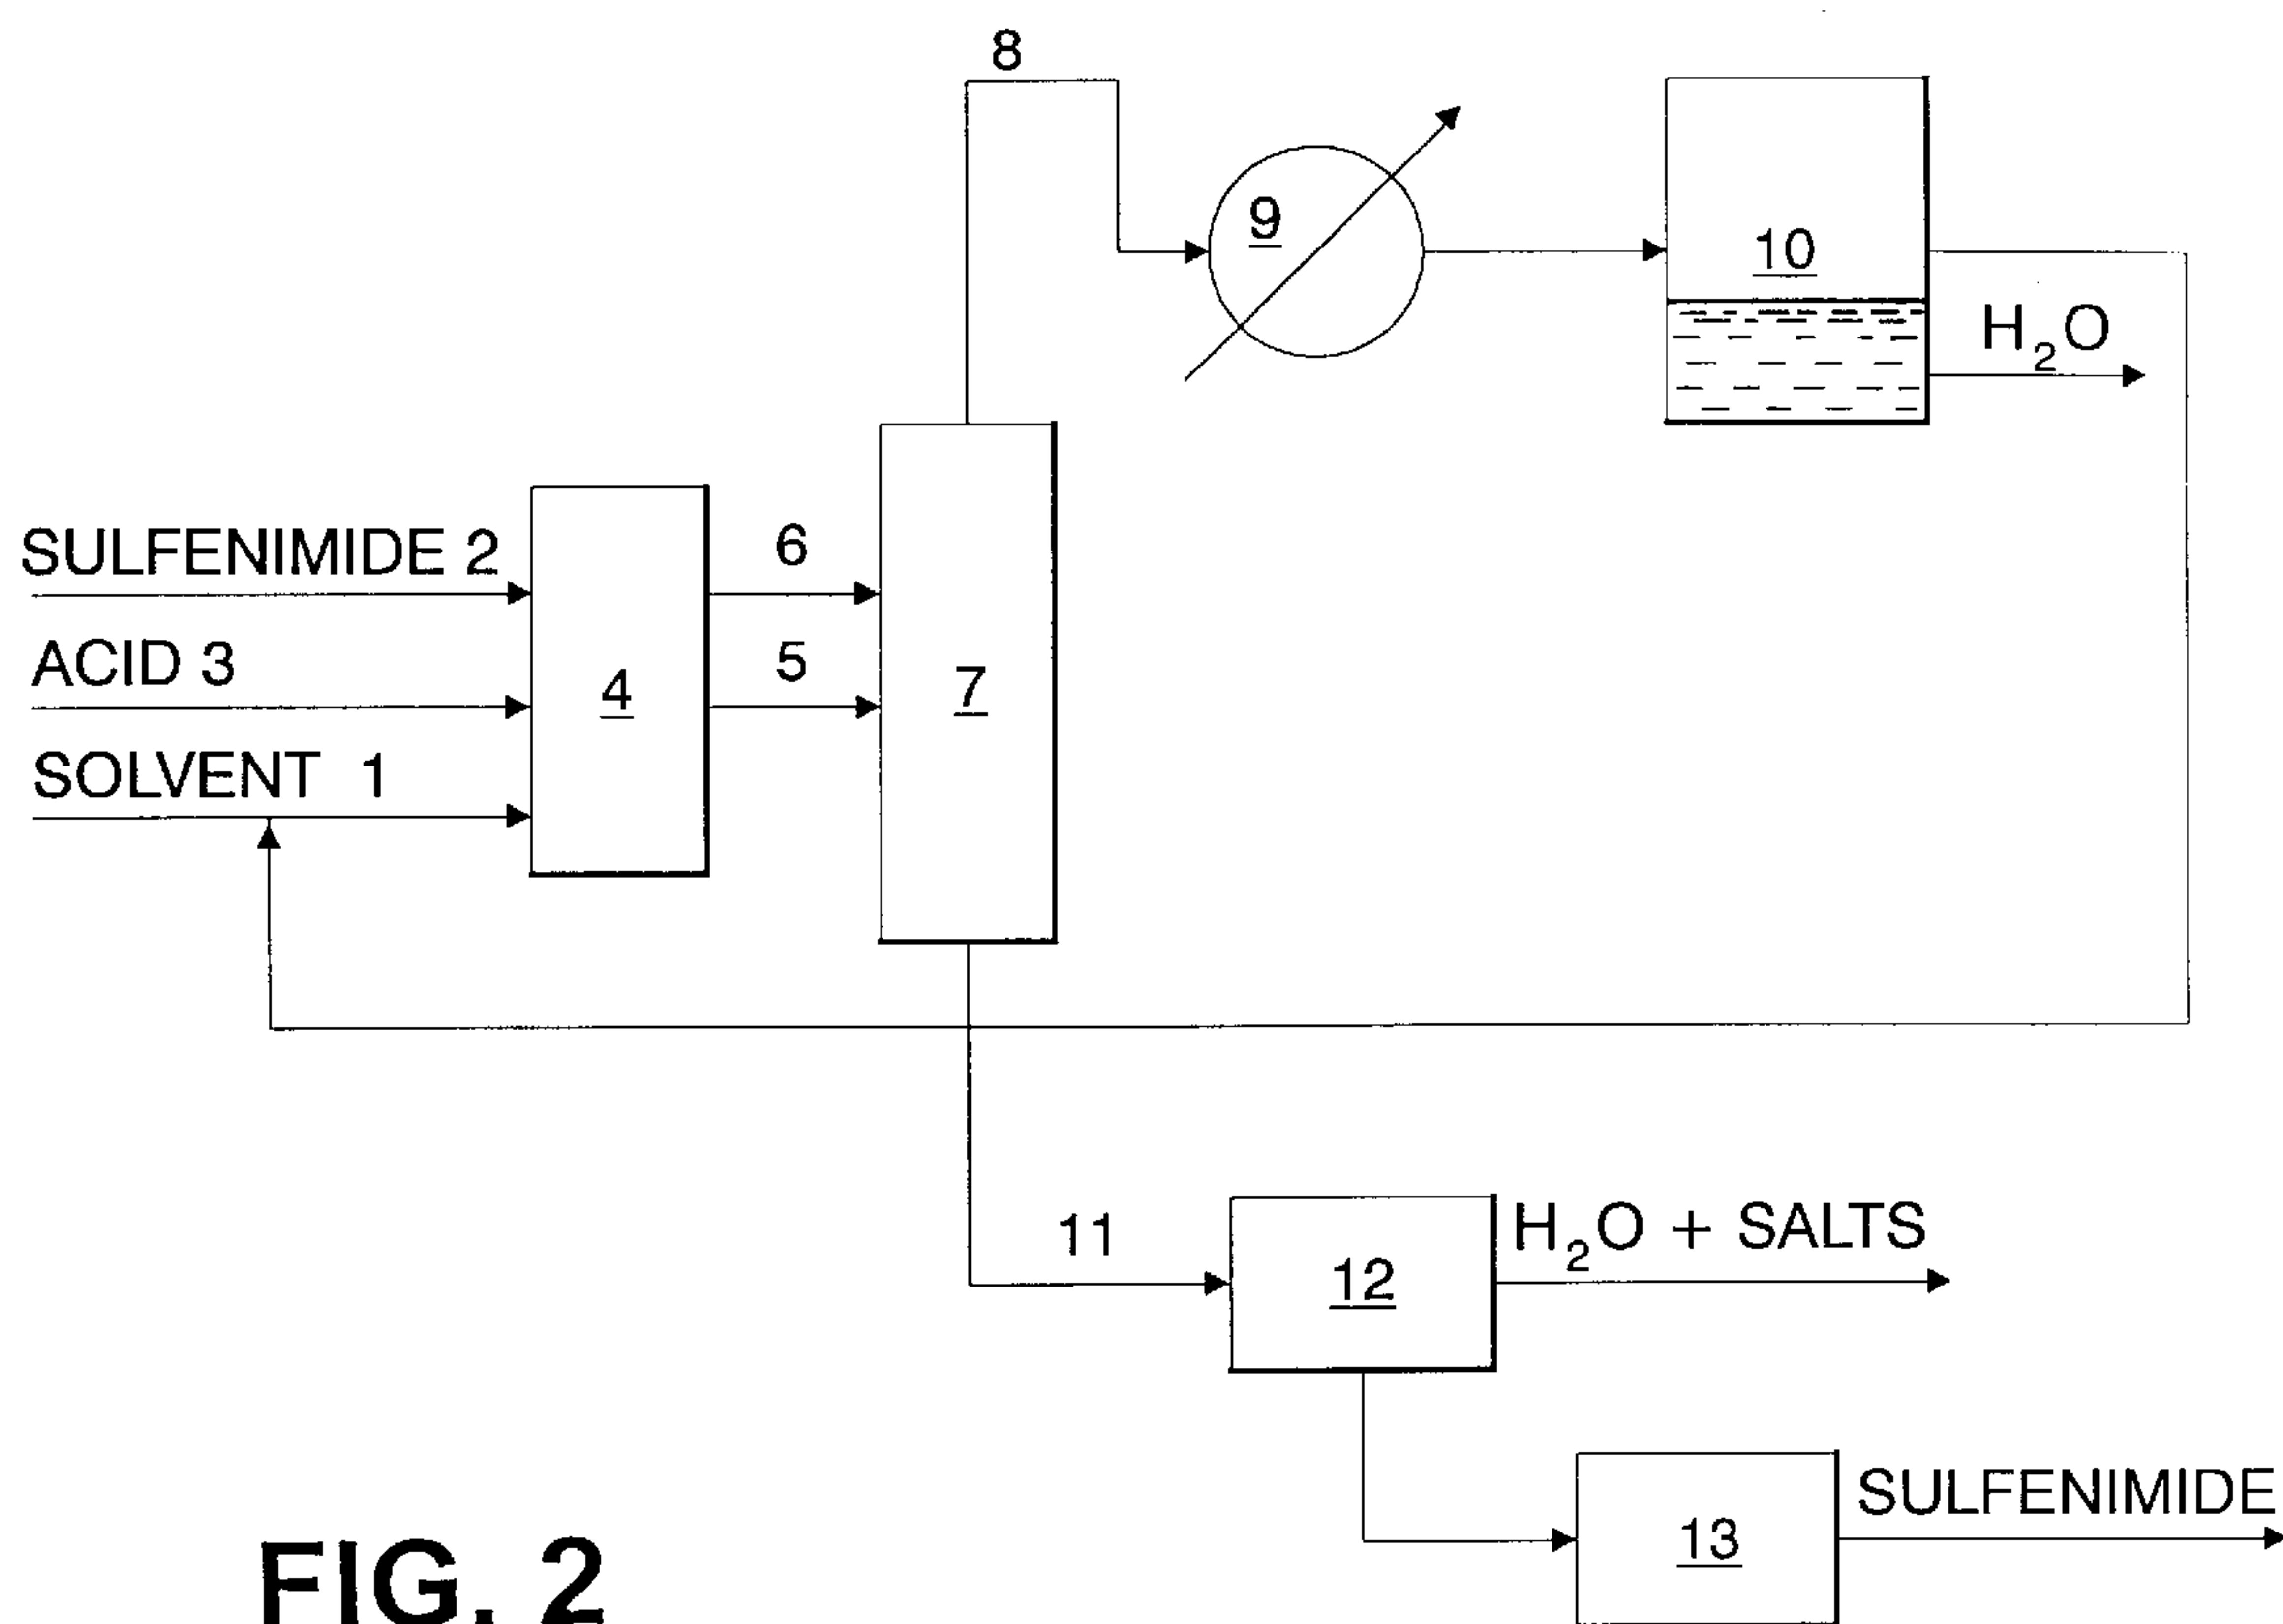 8
9
10
H2O
SULFENIMIDE 2
6
ACID 3
5
4
7
SOLVENT 1
11
H2O + SALTS
12
SULFENIMIDE
13
FIG. 2